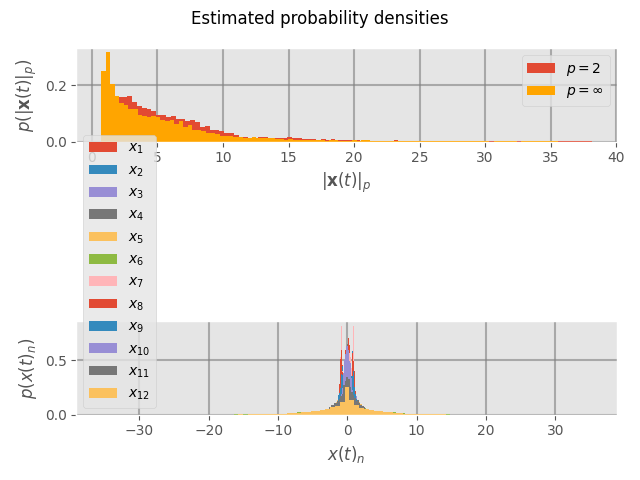 Estimated probability densities
p(|x(t)|ₚ)
0.2
0.0
p = 2
p = ∞
0 5 10 15 20 25 30 35 40
|x(t)|ₚ
x₁
x₂
x₃
x₄
x₅
x₆
x₇
x₈
x₉
x₁₀
x₁₁
x₁₂
p(x(t)ₙ)
0.5
0.0
−30 −20 −10 0 10 20 30
x(t)ₙ